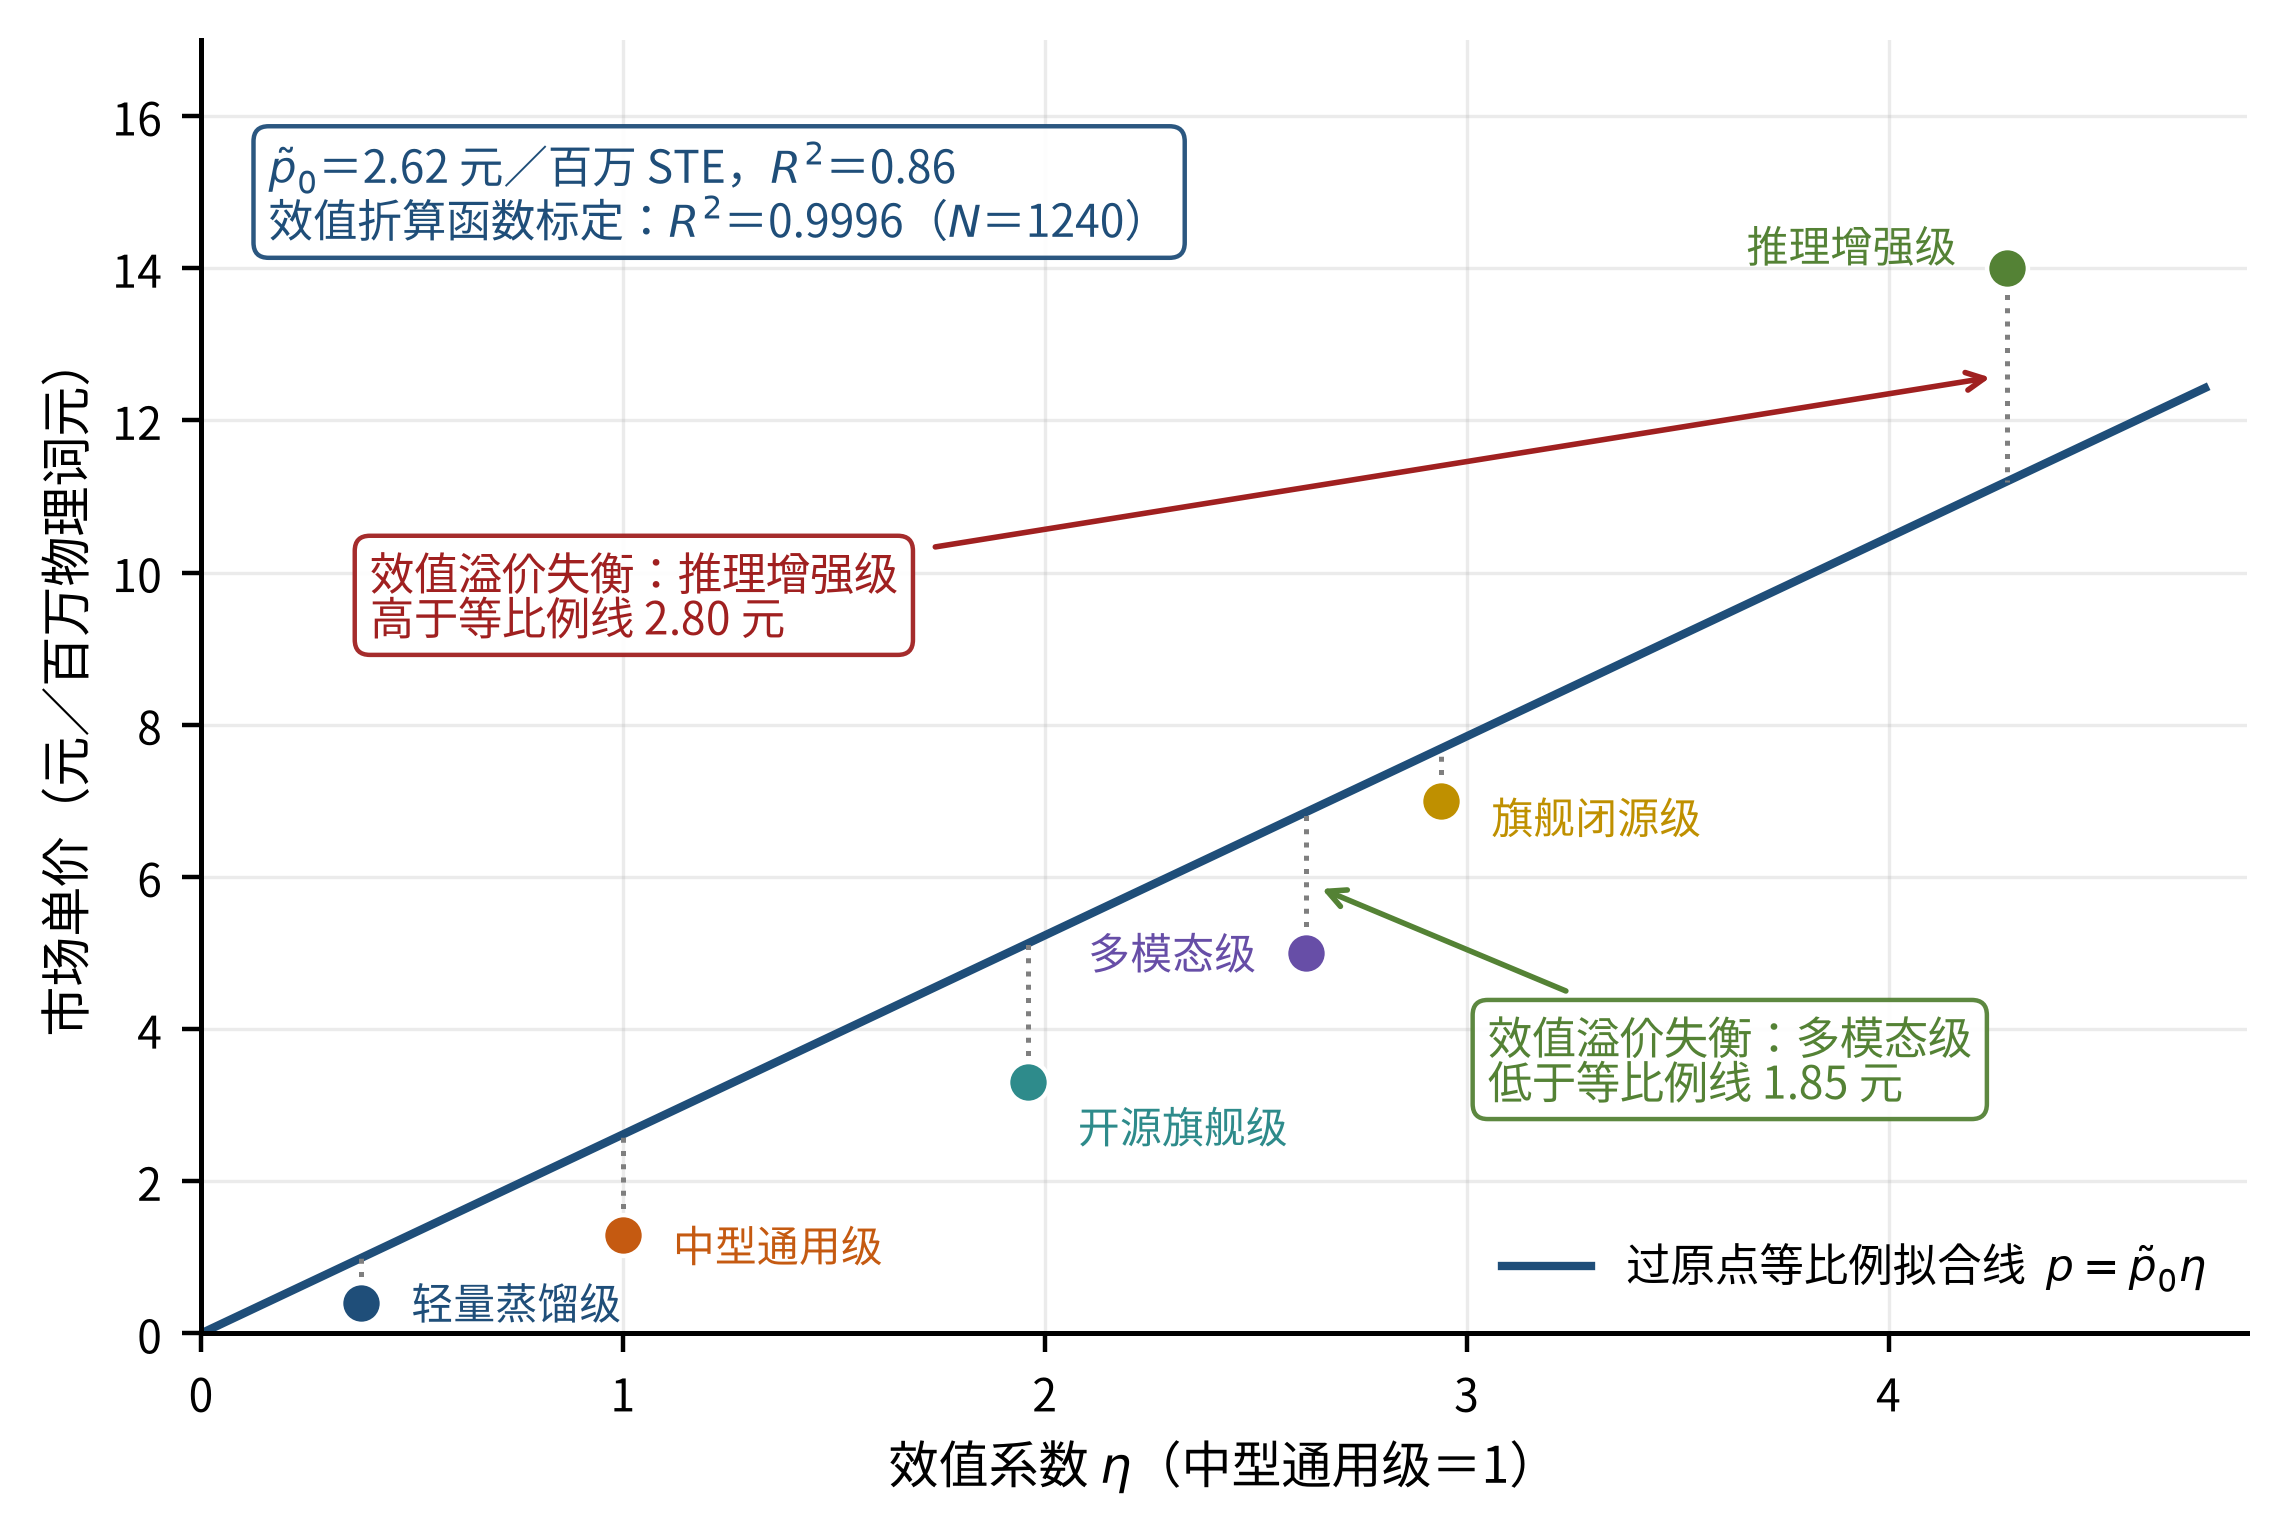 16
14
12
10
8
6
4
2
0
市场单价（元／百万物理词元）
p̃₀＝2.62 元／百万 STE，R²＝0.86
效值折算函数标定：R²＝0.9996（N＝1240）
推理增强级
效值溢价失衡：推理增强级
高于等比例线 2.80 元
旗舰闭源级
多模态级
效值溢价失衡：多模态级
低于等比例线 1.85 元
开源旗舰级
中型通用级
轻量蒸馏级
过原点等比例拟合线 p = p̃₀η
0 1 2 3 4
效值系数 η（中型通用级＝1）